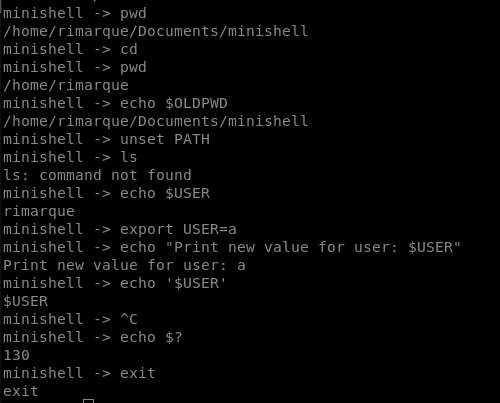 minishell -> pwd
/home/rimarque/Documents/minishell
minishell -> cd
minishell -> pwd
/home/rimarque
minishell -> echo $OLDPWD
/home/rimarque/Documents/minishell
minishell -> unset PATH
minishell -> ls
ls: command not found
minishell -> echo $USER
rimarque
minishell -> export USER=a
minishell -> echo "Print new value for user: $USER"
Print new value for user: a
minishell -> echo '$USER'
$USER
minishell -> ^C
minishell -> echo $?
130
minishell -> exit
exit